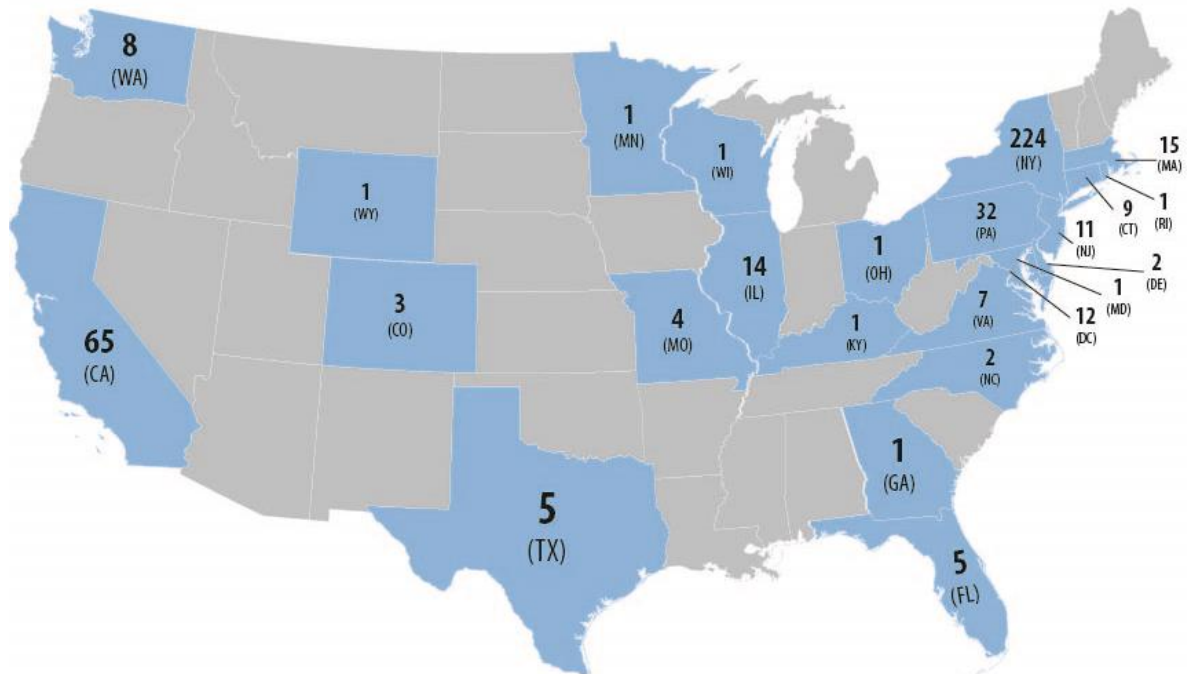 8
(WA)
1
(MN)
1
(WI)
224
(NY)
15
(MA)
1
(WY)
32
(PA)
9
(CT)
1
(RI)
11
(NJ)
1
(OH)
14
(IL)
2
(DE)
1
(MD)
12
(DC)
3
(CO)
4
(MO)
1
(KY)
7
(VA)
65
(CA)
2
(NC)
1
(GA)
5
(TX)
5
(FL)